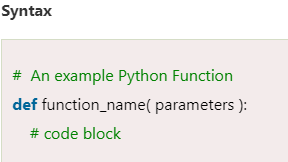 Syntax
#  An example Python Function
def function_name( parameters ):
    # code block